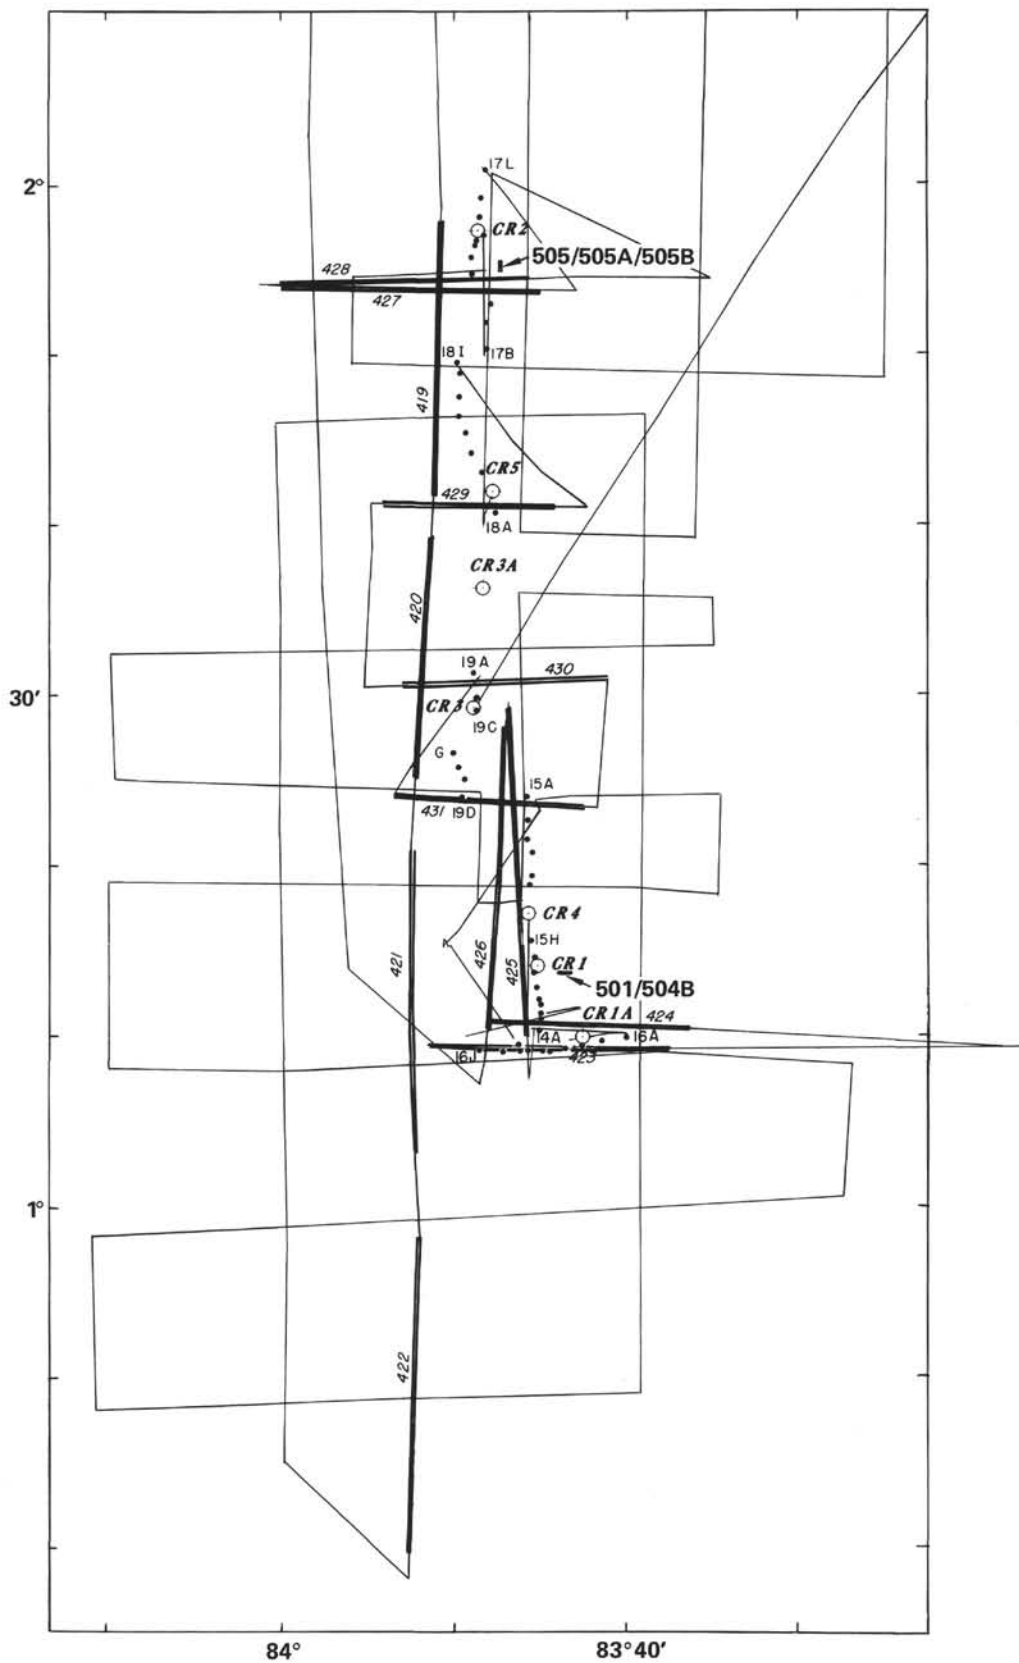 17L
2°
CR2
505/505A/505B
428
427
18I
17B
419
CR5
429
18A
CR3A
420
19A
430
30'
CR3
19C
G
15A
431
19D
CR4
15H
426
425
421
CR1
501/504B
CR1A
424
14A
16A
16J
423
1°
422
84°
83°40'